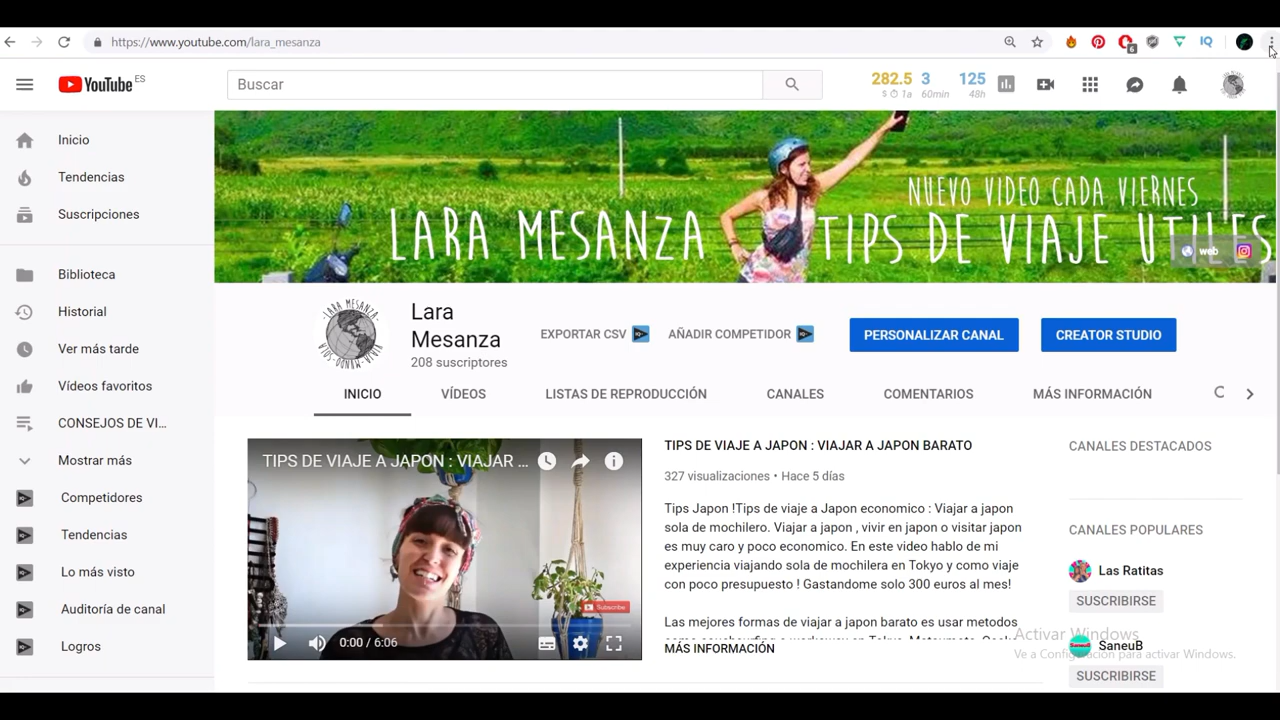 https://www.youtube.com/lara_mesanza
6
IQ
YouTube ES
Buscar
282.5 3 125
$ 1a 60min 48h
Inicio
Tendencias
Suscripciones
Biblioteca
Historial
Ver más tarde
Vídeos favoritos
CONSEJOS DE VI...
Mostrar más
Competidores
Tendencias
Lo más visto
Auditoría de canal
Logros
NUEVO VIDEO CADA VIERNES
LARA MESANZA TIPS DE VIAJE UTILES
web
LARA MESANZA
Lara
Mesanza
208 suscriptores
EXPORTAR CSV
AÑADIR COMPETIDOR
PERSONALIZAR CANAL
CREATOR STUDIO
INICIO VÍDEOS LISTAS DE REPRODUCCIÓN CANALES COMENTARIOS MÁS INFORMACIÓN
TIPS DE VIAJE A JAPON : VIAJAR ...
Subscribe
0:00 / 6:06
TIPS DE VIAJE A JAPON : VIAJAR A JAPON BARATO
327 visualizaciones • Hace 5 días
Tips Japon !Tips de viaje a Japon economico : Viajar a japon
sola de mochilero. Viajar a japon , vivir en japon o visitar japon
es muy caro y poco economico. En este video hablo de mi
experiencia viajando sola de mochilera en Tokyo y como viaje
con poco presupuesto ! Gastandome solo 300 euros al mes!
Las mejores formas de viajar a japon barato es usar metodos
MÁS INFORMACIÓN
CANALES DESTACADOS
CANALES POPULARES
Las Ratitas
SUSCRIBIRSE
SaneuB
SUSCRIBIRSE
Activar Windows
Ve a Configuración para activar Windows.